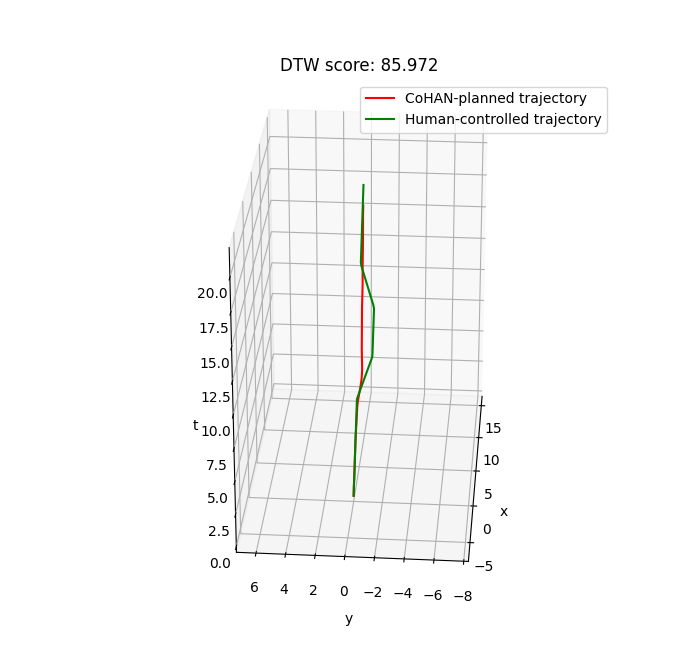 DTW score: 85.972
CoHAN-planned trajectory
Human-controlled trajectory
20.0
17.5
15.0
12.5
t 10.0
7.5
5.0
2.5
0.0
15
10
5
x
0
−5
6 4 2 0 −2 −4 −6 −8
y